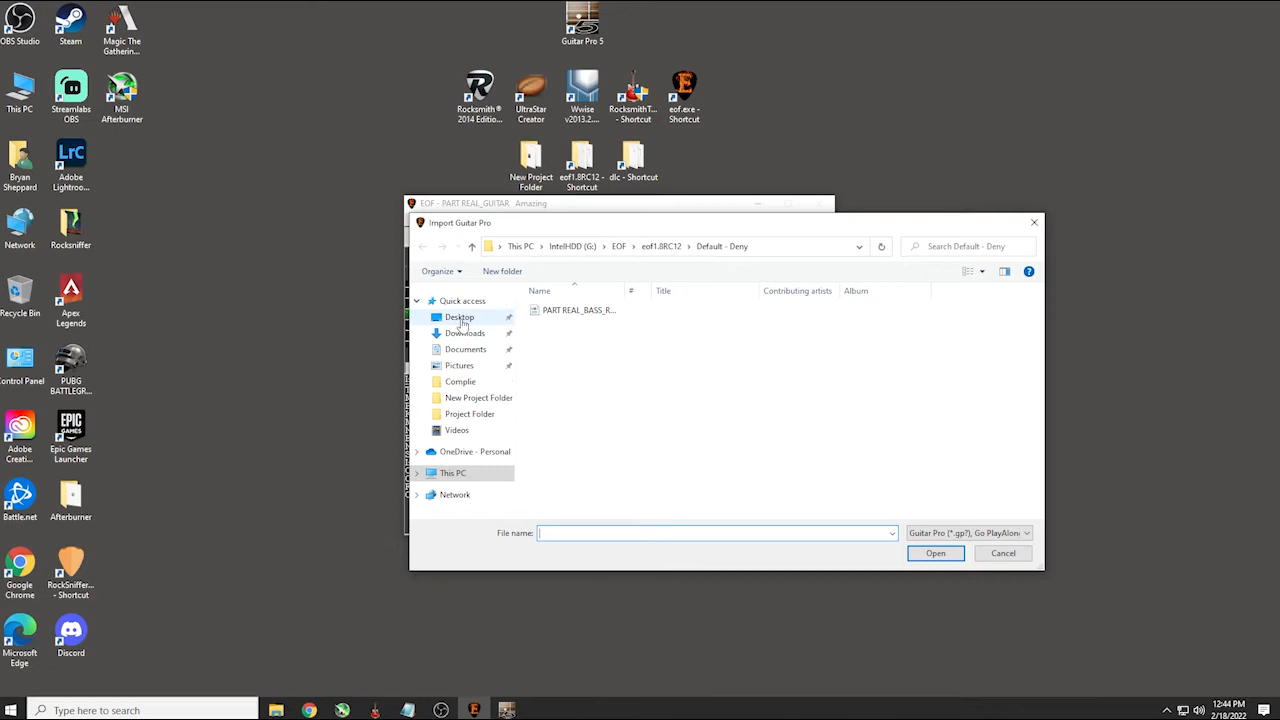 OBS Studio
Steam
Magic The
Gatherin...
Guitar Pro 5
This PC
Streamlabs
OBS
MSI
Afterburner
Rocksmith®
2014 Editio...
UltraStar
Creator
Wwise
v2013.2....
RocksmithT...
- Shortcut
eof.exe -
Shortcut
Recycle Bin
Adobe
Lightroo...
New Project
Folder
eof1.8RC12 -
Shortcut
dlc - Shortcut
Bryan
Sheppard
EOF - PART REAL_GUITAR Amazing
Import Guitar Pro
This PC
IntelHDD (G:)
EOF
eof1.8RC12
Default - Deny
Search Default - Deny
Organize
New folder
Name
#
Title
Contributing artists
Album
Quick access
Desktop
PART REAL_BASS_R...
Downloads
Documents
Pictures
Complie
New Project Folder
Project Folder
Videos
OneDrive - Personal
This PC
Network
File name:
Guitar Pro (*.gp?), Go PlayAlon
Open
Cancel
Network
Rocksniffer
Sheppard
Apex
Legends
Control Panel
PUBG
BATTLEGR...
Adobe
Creati...
Epic Games
Launcher
Battle.net
Afterburner
Google
Chrome
RockSniffer...
- Shortcut
Microsoft
Edge
Discord
Type here to search
12:44 PM
2/18/2022